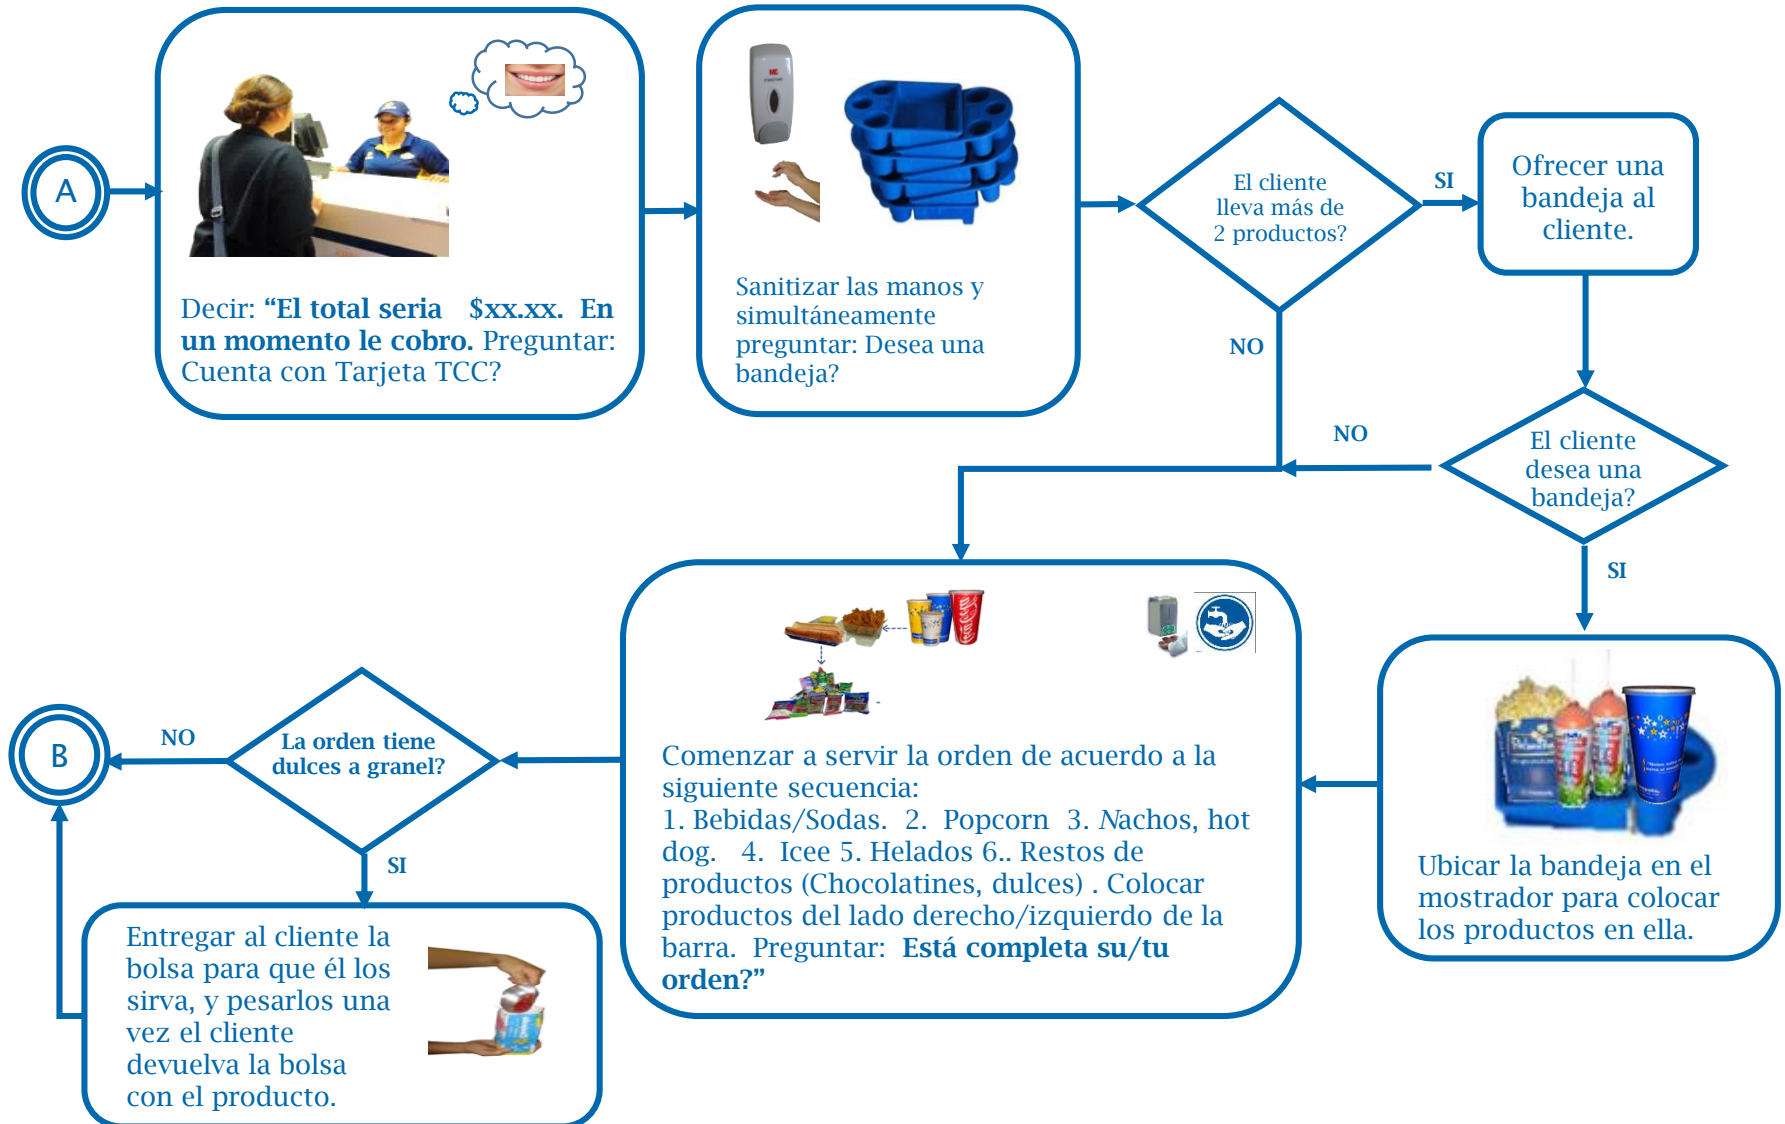 A
Decir: “El total seria $xx.xx. En
un momento le cobro. Preguntar:
Cuenta con Tarjeta TCC?
Sanitizar las manos y
simultáneamente
preguntar: Desea una
bandeja?
El cliente
lleva más de
2 productos?
SI
NO
Ofrecer una
bandeja al
cliente.
El cliente
desea una
bandeja?
NO
SI
Ubicar la bandeja en el
mostrador para colocar
los productos en ella.
Comenzar a servir la orden de acuerdo a la
siguiente secuencia:
1. Bebidas/Sodas. 2. Popcorn 3. Nachos, hot
dog. 4. Icee 5. Helados 6.. Restos de
productos (Chocolatines, dulces) . Colocar
productos del lado derecho/izquierdo de la
barra. Preguntar: Está completa su/tu
orden?”
La orden tiene
dulces a granel?
NO
SI
B
Entregar al cliente la
bolsa para que él los
sirva, y pesarlos una
vez el cliente
devuelva la bolsa
con el producto.